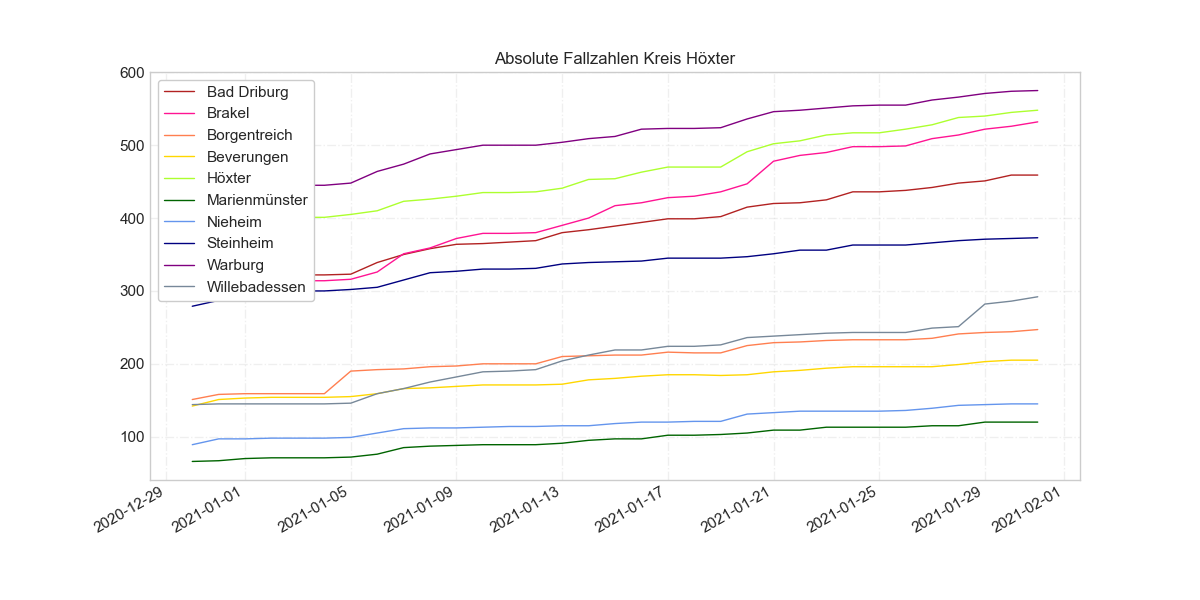 Absolute Fallzahlen Kreis Höxter
600
500
400
300
200
100
Bad Driburg
Brakel
Borgentreich
Beverungen
Höxter
Marienmünster
Nieheim
Steinheim
Warburg
Willebadessen
2020-12-29
2021-01-01
2021-01-05
2021-01-09
2021-01-13
2021-01-17
2021-01-21
2021-01-25
2021-01-29
2021-02-01